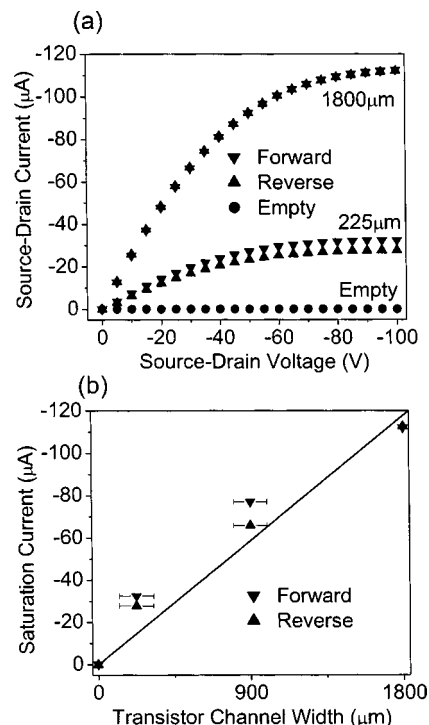 (a)
-120
-100
-80
-60
-40
-20
0
Source-Drain Current (μA)
1800μm
Forward
Reverse
Empty
225μm
Empty
0 -20 -40 -60 -80 -100
Source-Drain Voltage (V)
(b)
-120
-100
-80
-60
-40
-20
0
Saturation Current (μA)
Forward
Reverse
0 900 1800
Transistor Channel Width (μm)